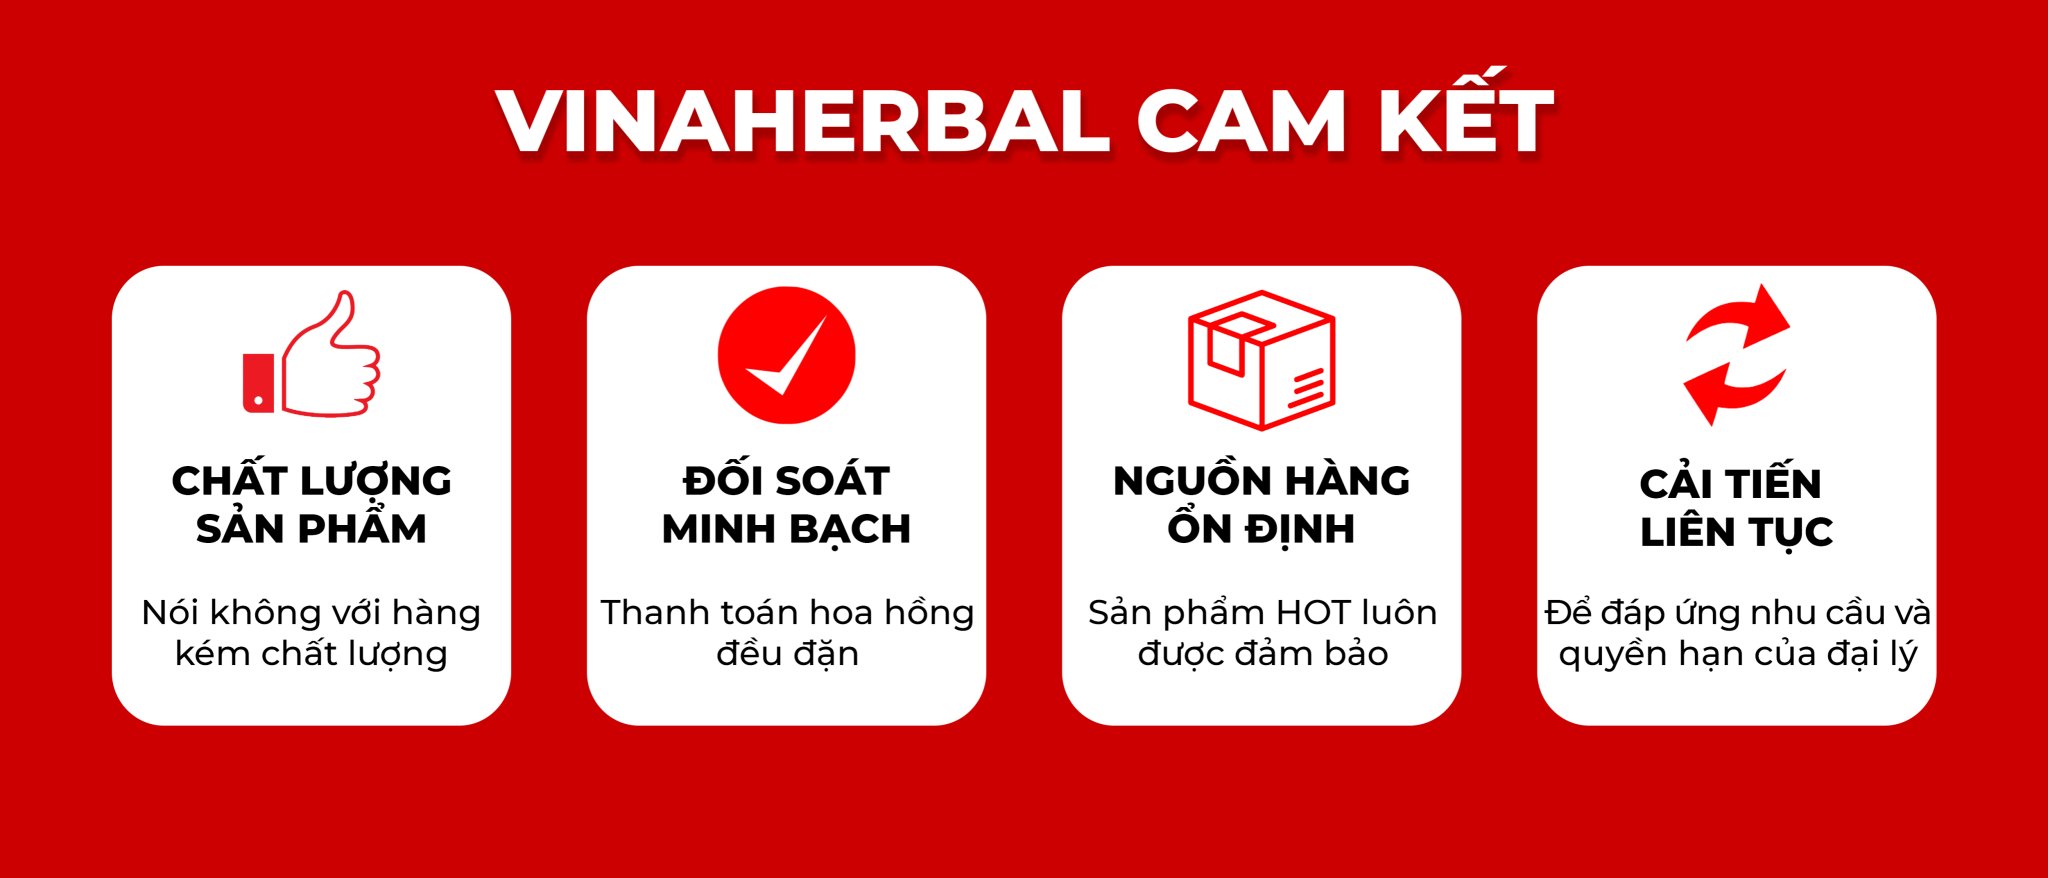 VINAHERBAL CAM KẾT
CHẤT LƯỢNG
SẢN PHẨM
Nói không với hàng
kém chất lượng
ĐỐI SOÁT
MINH BẠCH
Thanh toán hoa hồng
đều đặn
NGUỒN HÀNG
ỔN ĐỊNH
Sản phẩm HOT luôn
được đảm bảo
CẢI TIẾN
LIÊN TỤC
Để đáp ứng nhu cầu và
quyền hạn của đại lý